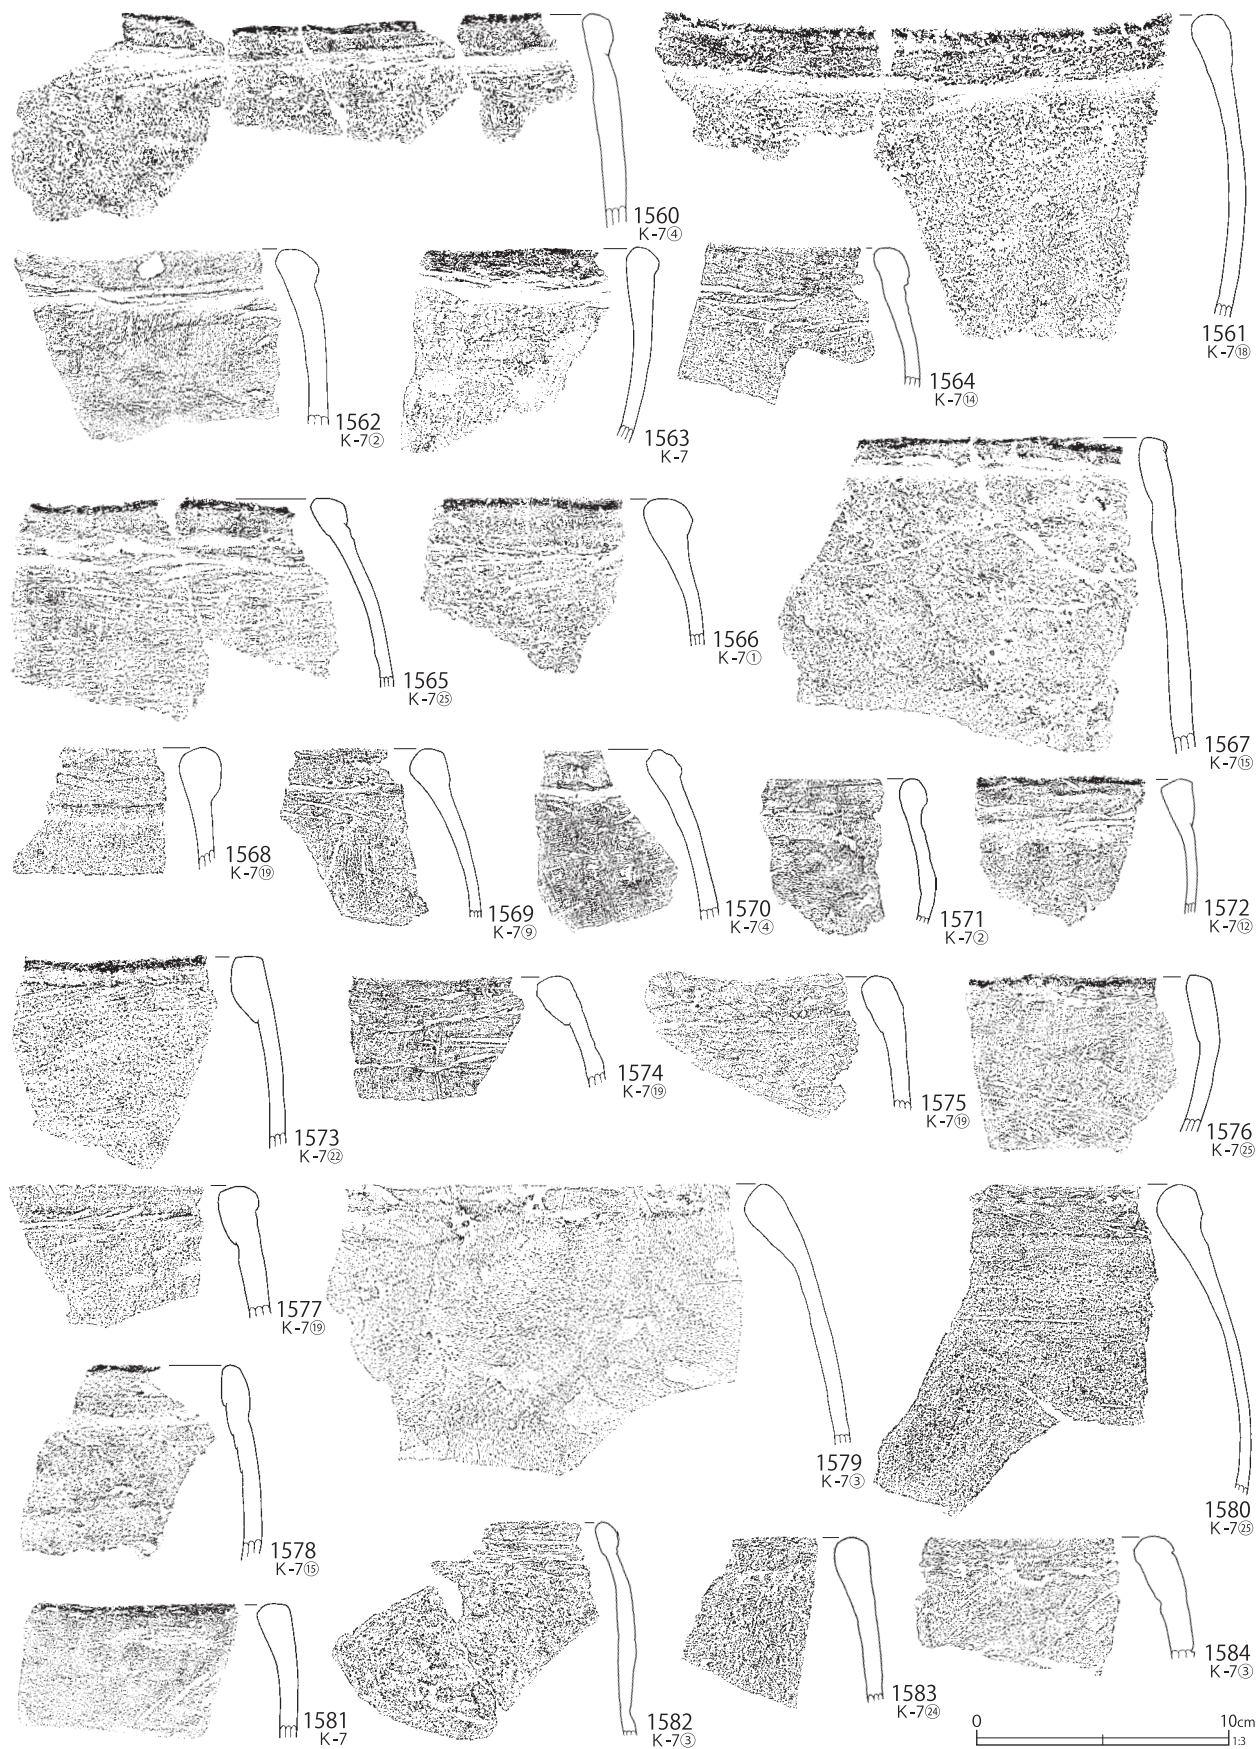 1560
K-7④
1561
K-7⑱
1562
K-7②
1563
K-7
1564
K-7⑭
1565
K-7㉕
1566
K-7①
1567
K-7⑮
1568
K-7⑲
1569
K-7⑨
1570
K-7④
1571
K-7②
1572
K-7⑫
1573
K-7㉒
1574
K-7⑲
1575
K-7⑲
1576
K-7㉕
1577
K-7⑲
1578
K-7⑮
1579
K-7③
1580
K-7㉕
1581
K-7
1582
K-7③
1583
K-7㉔
1584
K-7③
0 10cm
1:3